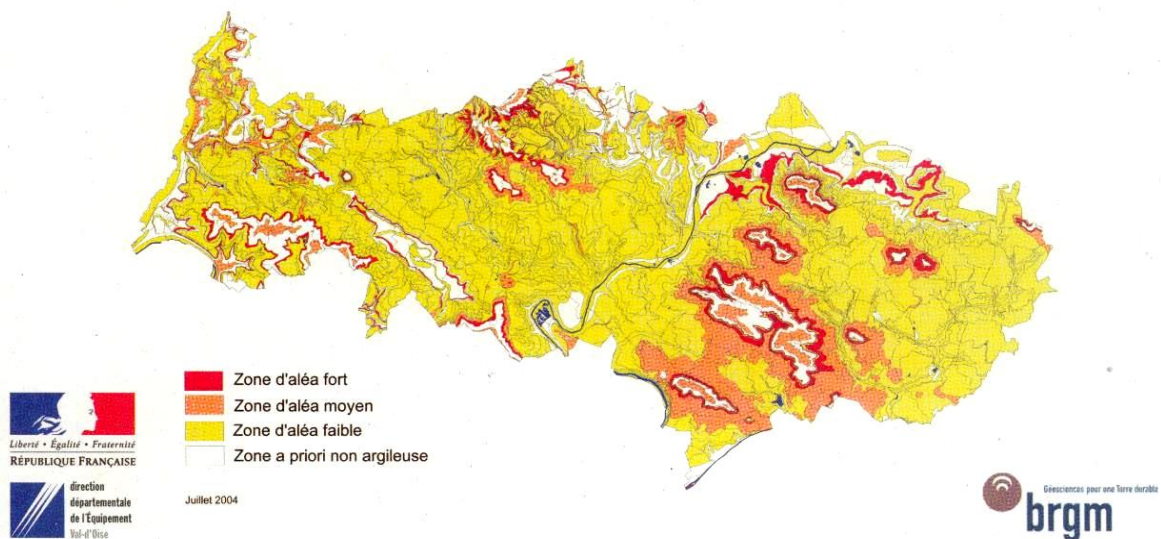 Zone d'aléa fort
Zone d'aléa moyen
Zone d'aléa faible
Zone a priori non argileuse
Liberté • Égalité • Fraternité
RÉPUBLIQUE FRANÇAISE
direction
départementale
de l'Équipement
Val-d'Oise
Juillet 2004
Géosciences pour une Terre durable
brgm